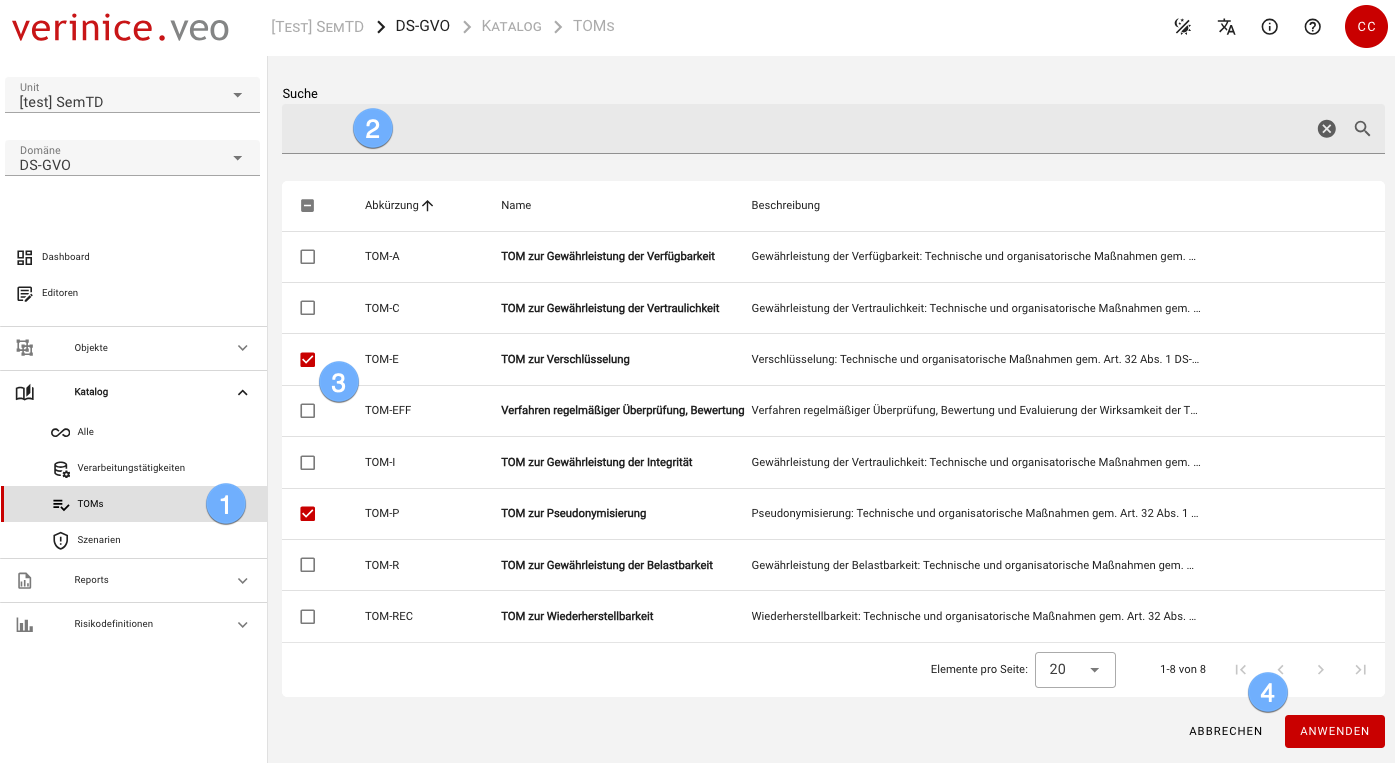 verinice.veo
[Test] SemTD > DS-GVO > Katalog > TOMs
CC
Unit
[test] SemTD
Domäne
DS-GVO
Dashboard
Editoren
Objekte
Katalog
Alle
Verarbeitungstätigkeiten
TOMs
1
Szenarien
Reports
Risikodefinitionen
Suche
2
Abkürzung Name Beschreibung
TOM-A TOM zur Gewährleistung der Verfügbarkeit Gewährleistung der Verfügbarkeit: Technische und organisatorische Maßnahmen gem. ...
TOM-C TOM zur Gewährleistung der Vertraulichkeit Gewährleistung der Vertraulichkeit: Technische und organisatorische Maßnahmen gem. ...
TOM-E TOM zur Verschlüsselung Verschlüsselung: Technische und organisatorische Maßnahmen gem. Art. 32 Abs. 1 DS-...
3
TOM-EFF Verfahren regelmäßiger Überprüfung, Bewertung Verfahren regelmäßiger Überprüfung, Bewertung und Evaluierung der Wirksamkeit der T...
TOM-I TOM zur Gewährleistung der Integrität Gewährleistung der Vertraulichkeit: Technische und organisatorische Maßnahmen gem. ...
TOM-P TOM zur Pseudonymisierung Pseudonymisierung: Technische und organisatorische Maßnahmen gem. Art. 32 Abs. 1 ...
TOM-R TOM zur Gewährleistung der Belastbarkeit Gewährleistung der Belastbarkeit: Technische und organisatorische Maßnahmen gem. ...
TOM-REC TOM zur Wiederherstellbarkeit Wiederherstellbarkeit: Technische und organisatorische Maßnahmen gem. Art. 32 Abs. ...
Elemente pro Seite: 20 1-8 von 8
4
ABBRECHEN ANWENDEN